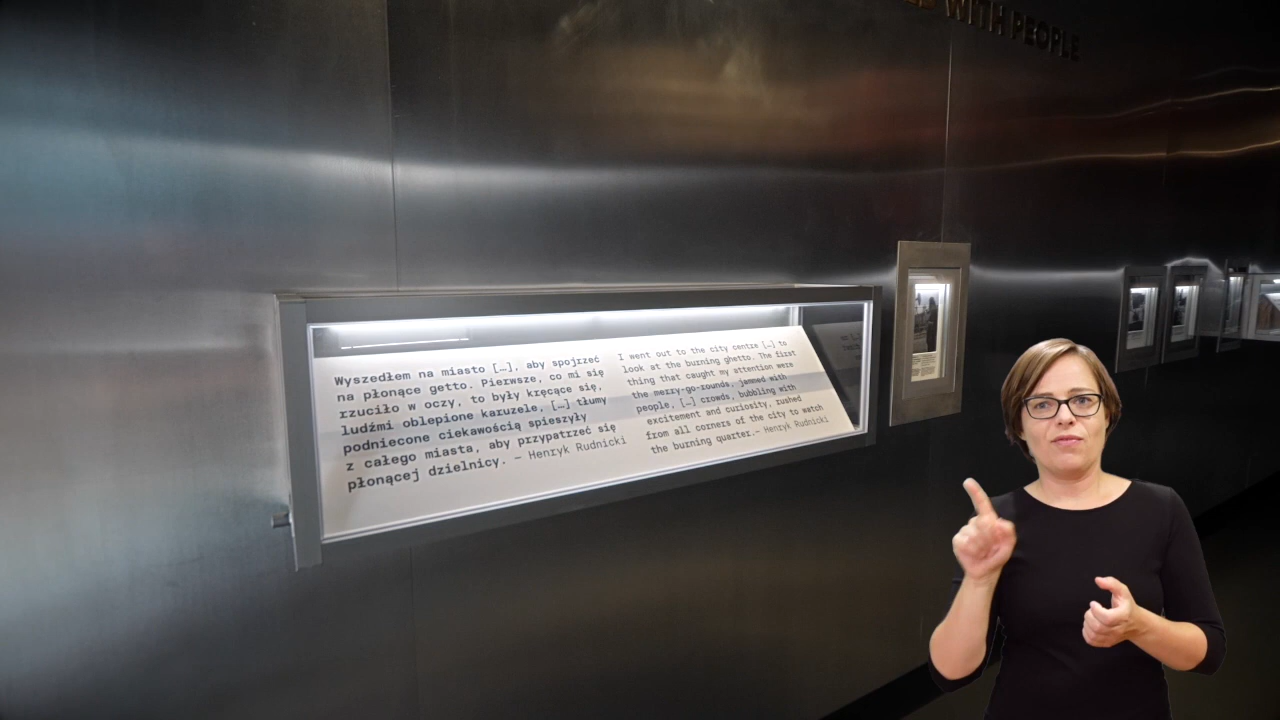 WITH PEOPLE
Wyszedłem na miasto […], aby spojrzeć
na płonące getto. Pierwsze, co mi się
rzuciło w oczy, to były kręcące się,
ludźmi oblepione karuzele, […] tłumy
podniecone ciekawością spieszyły
z całego miasta, aby przypatrzeć się
płonącej dzielnicy. – Henryk Rudnicki
I went out to the city centre […] to
look at the burning ghetto. The first
thing that caught my attention were
the merry-go-rounds, jammed with
people, […] crowds, bubbling with
excitement and curiosity, rushed
from all corners of the city to watch
the burning quarter.– Henryk Rudnicki